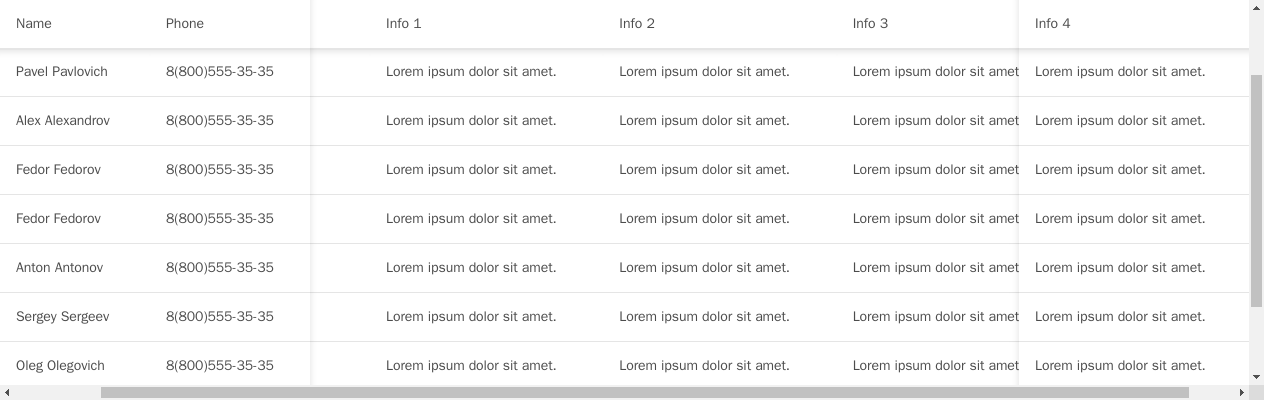 Name Phone Info 1 Info 2 Info 3 Info 4
Pavel Pavlovich 8(800)555-35-35 Lorem ipsum dolor sit amet. Lorem ipsum dolor sit amet. Lorem ipsum dolor sit amet Lorem ipsum dolor sit amet.
Alex Alexandrov 8(800)555-35-35 Lorem ipsum dolor sit amet. Lorem ipsum dolor sit amet. Lorem ipsum dolor sit amet Lorem ipsum dolor sit amet.
Fedor Fedorov 8(800)555-35-35 Lorem ipsum dolor sit amet. Lorem ipsum dolor sit amet. Lorem ipsum dolor sit amet Lorem ipsum dolor sit amet.
Fedor Fedorov 8(800)555-35-35 Lorem ipsum dolor sit amet. Lorem ipsum dolor sit amet. Lorem ipsum dolor sit amet Lorem ipsum dolor sit amet.
Anton Antonov 8(800)555-35-35 Lorem ipsum dolor sit amet. Lorem ipsum dolor sit amet. Lorem ipsum dolor sit amet Lorem ipsum dolor sit amet.
Sergey Sergeev 8(800)555-35-35 Lorem ipsum dolor sit amet. Lorem ipsum dolor sit amet. Lorem ipsum dolor sit amet Lorem ipsum dolor sit amet.
Oleg Olegovich 8(800)555-35-35 Lorem ipsum dolor sit amet. Lorem ipsum dolor sit amet. Lorem ipsum dolor sit amet Lorem ipsum dolor sit amet.